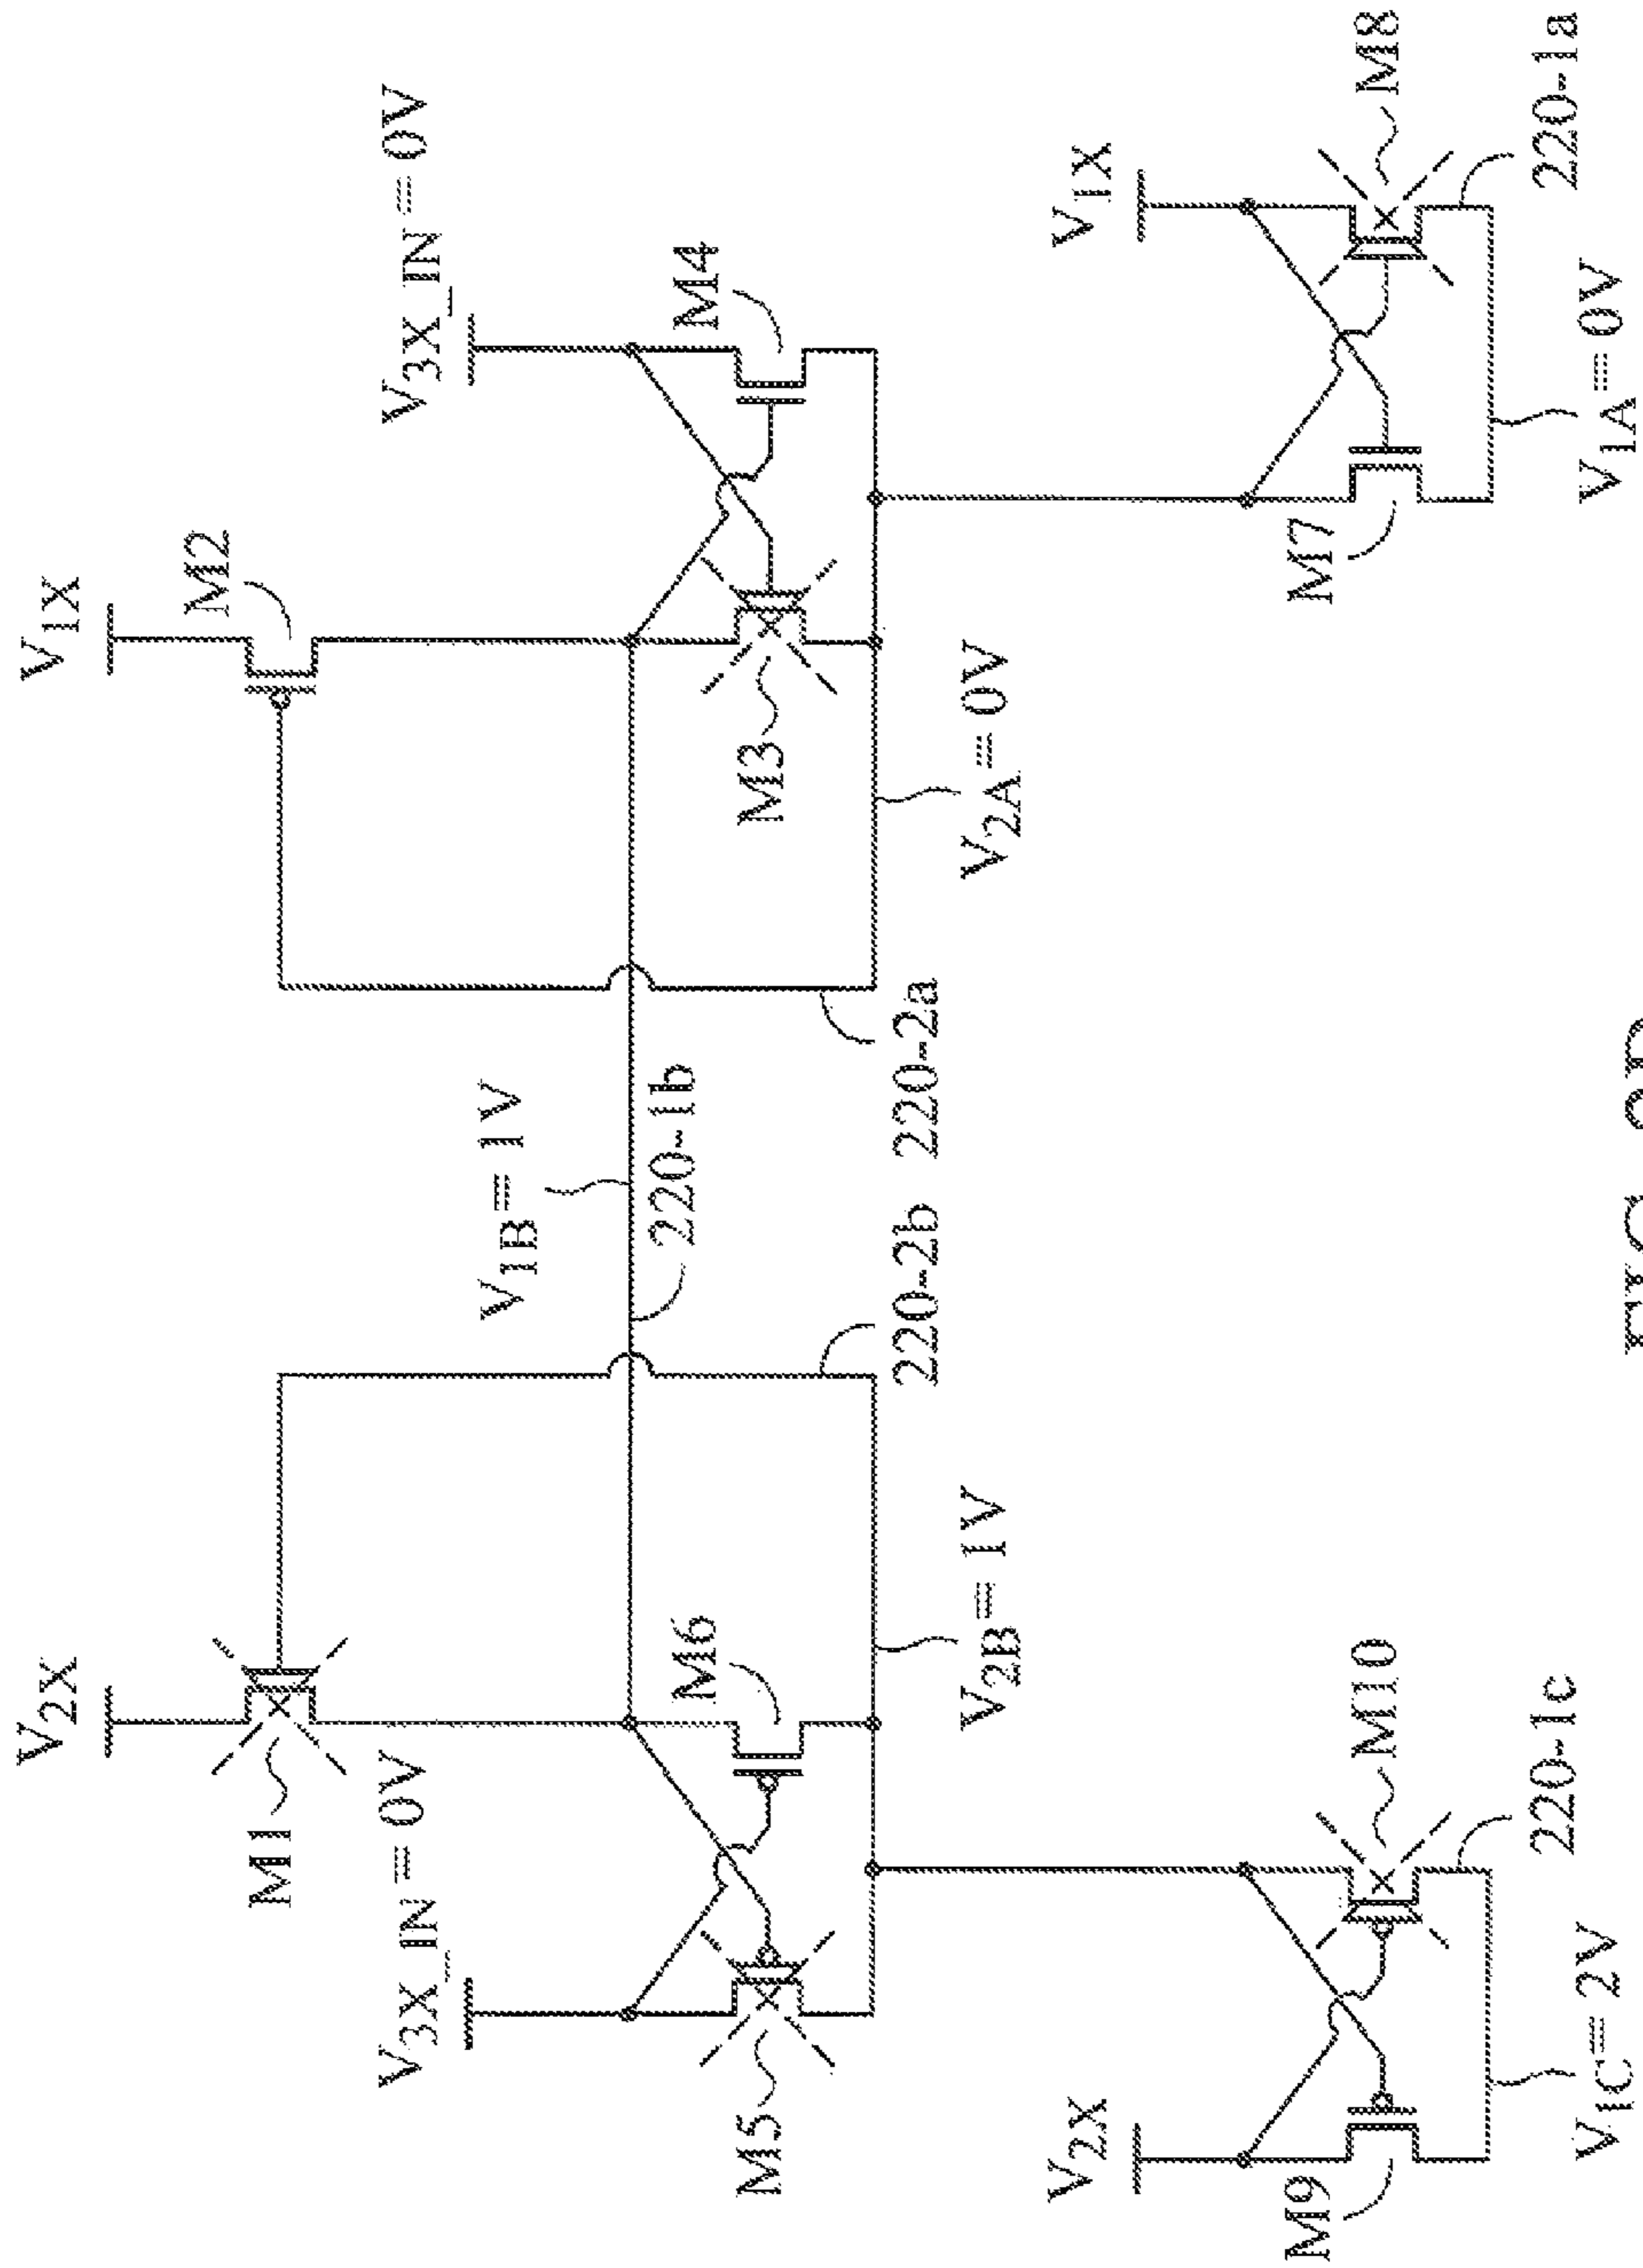 V2X
M1
V3X_IN = 0V
M5
M6
V2X
M9
M10
220-1c
V1C = 2V
V2B = 1V
220-2b
V1B = 1V
220-1b
220-2a
V1X
M2
V3X_IN = 0V
M4
M3
V2A = 0V
V1X
M7
M8
220-1a
V1A = 0V